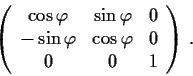 ( cos φ sin φ 0
− sin φ cos φ 0
0 0 1 ) .